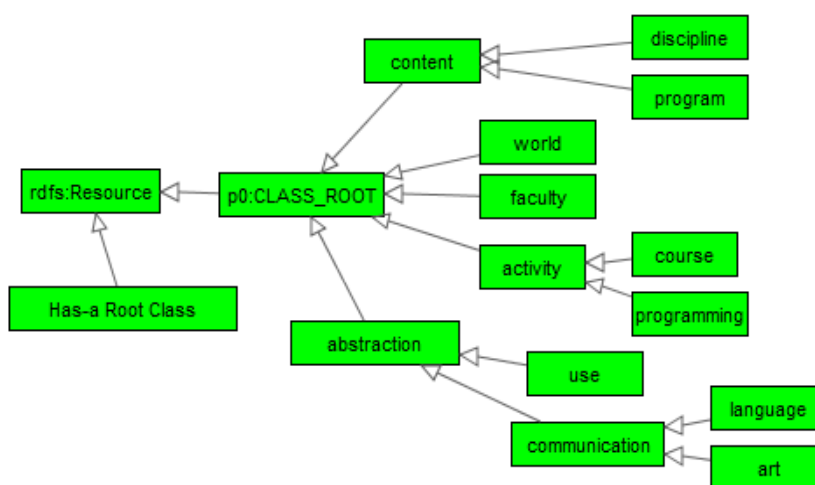 discipline
content
program
world
rdfs:Resource
p0:CLASS_ROOT
faculty
course
activity
Has-a Root Class
programming
abstraction
use
language
communication
art